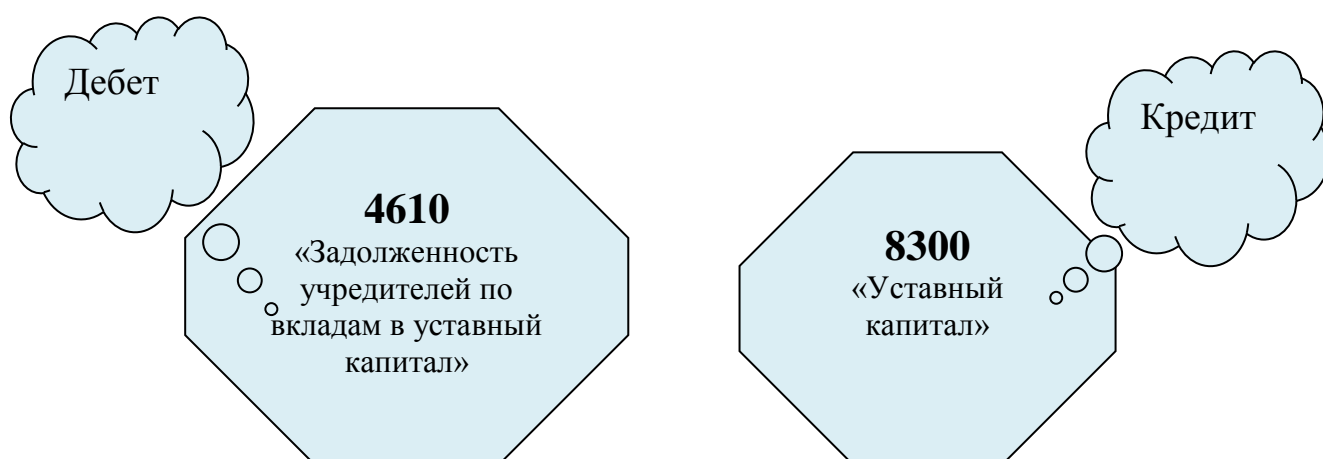 Дебет
4610
«Задолженность
учредителей по
вкладам в уставный
капитал»
Кредит
8300
«Уставный
капитал»